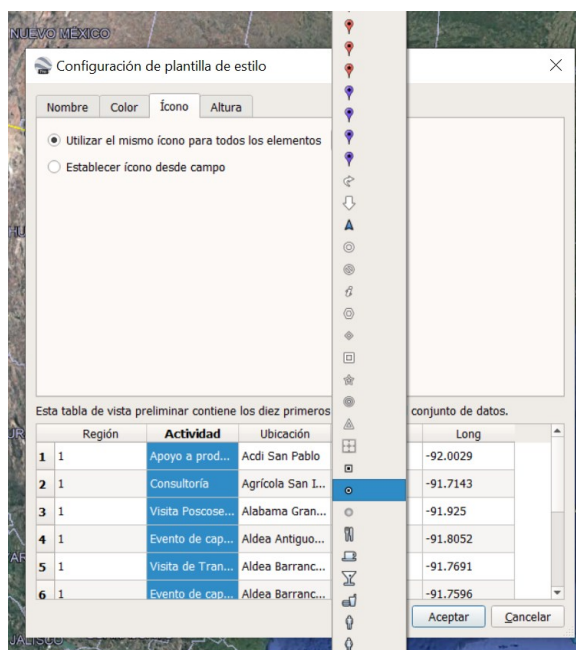 NUEVO MÉXICO
Configuración de plantilla de estilo
Nombre Color Ícono Altura
Utilizar el mismo ícono para todos los elementos
Establecer ícono desde campo
Esta tabla de vista preliminar contiene los diez primeros conjunto de datos.
Región Actividad Ubicación Long
1 1 Apoyo a prod... Acdi San Pablo -92.0029
2 1 Consultoría Agrícola San I... -91.7143
3 1 Visita Poscose... Alabama Gran... -91.925
4 1 Evento de cap... Aldea Antiguo... -91.8052
5 1 Visita de Tran... Aldea Barranc... -91.7691
6 1 Evento de cap... Aldea Barranc... -91.7596
Aceptar Cancelar
JALISCO